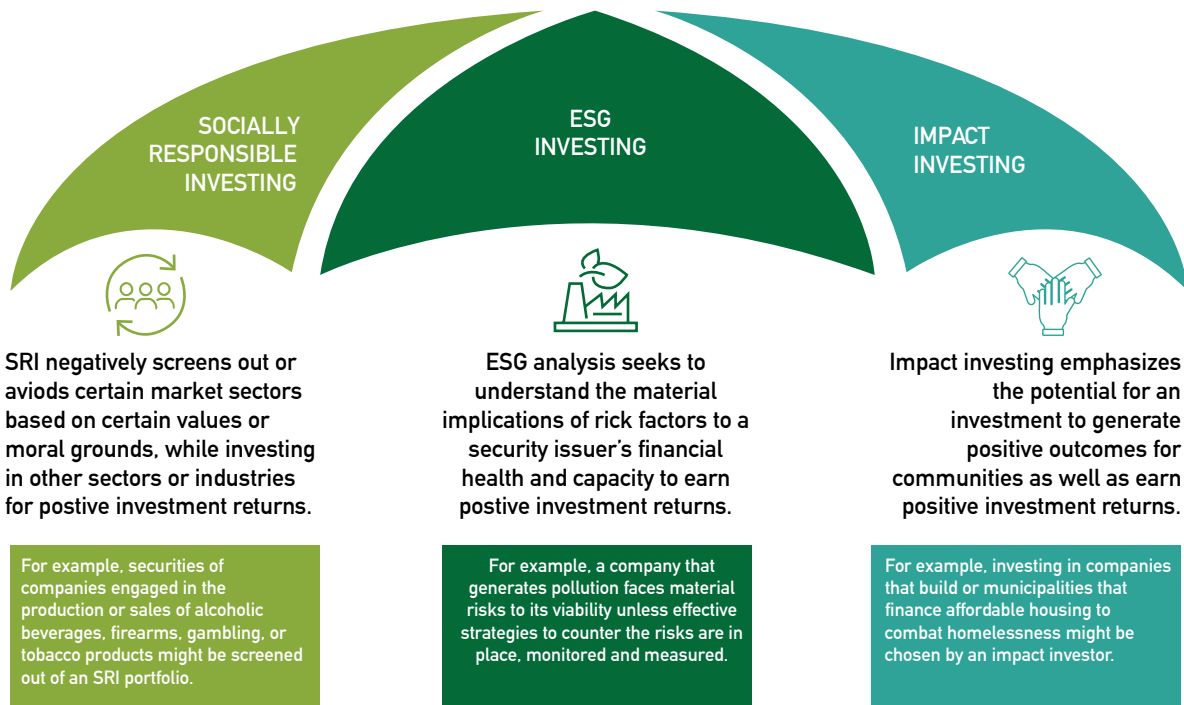 SOCIALLY
RESPONSIBLE
INVESTING
ESG
INVESTING
IMPACT
INVESTING
SRI negatively screens out or
aviods certain market sectors
based on certain values or
moral grounds, while investing
in other sectors or industries
for postive investment returns.
ESG analysis seeks to
understand the material
implications of rick factors to a
security issuer's financial
health and capacity to earn
postive investment returns.
Impact investing emphasizes
the potential for an
investment to generate
positive outcomes for
communities as well as earn
positive investment returns.
For example, securities of
companies engaged in the
production or sales of alcoholic
beverages, firearms, gambling, or
tobacco products might be screened
out of an SRI portfolio.
For example, a company that
generates pollution faces material
risks to its viability unless effective
strategies to counter the risks are in
place, monitored and measured.
For example, investing in companies
that build or municipalities that
finance affordable housing to
combat homelessness might be
chosen by an impact investor.